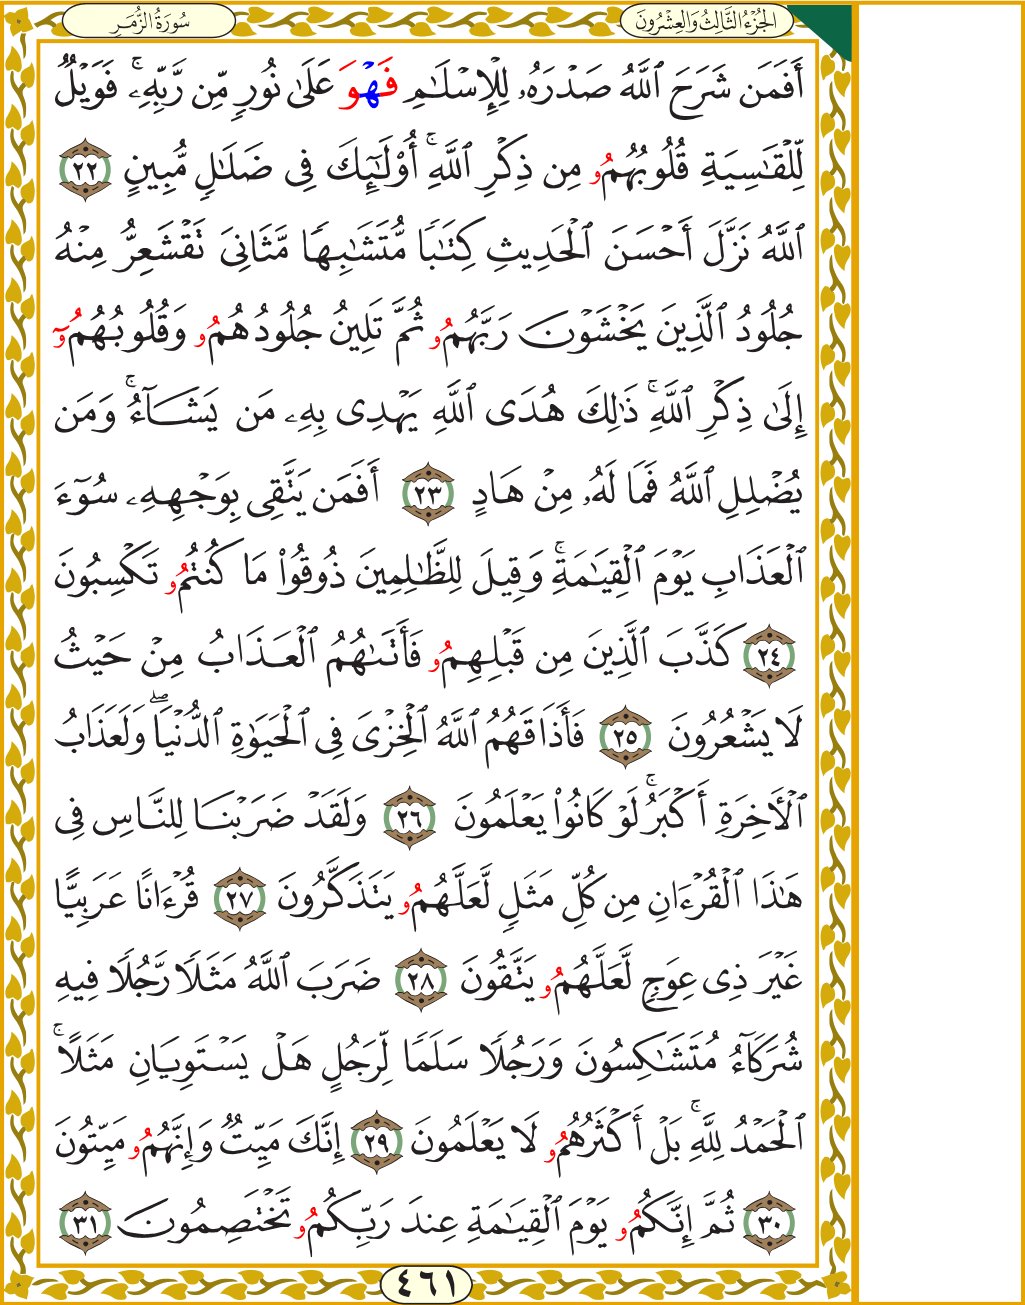 الجُزْءُ الثَّالِثُ وَالعِشْرُونَ
سُورَةُ الزُّمَرِ
أَفَمَن شَرَحَ ٱللَّهُ صَدْرَهُۥ لِلْإِسْلَٰمِ فَهْوَ عَلَىٰ نُورٍ مِّن رَّبِّهِۦۚ فَوَيْلٌ
لِّلْقَٰسِيَةِ قُلُوبُهُمُۥ مِن ذِكْرِ ٱللَّهِۚ أُوْلَٰٓئِكَ فِى ضَلَٰلٍ مُّبِينٍ ٢٢
ٱللَّهُ نَزَّلَ أَحْسَنَ ٱلْحَدِيثِ كِتَٰبًا مُّتَشَٰبِهًا مَّثَانِىَ تَقْشَعِرُّ مِنْهُ
جُلُودُ ٱلَّذِينَ يَخْشَوْنَ رَبَّهُمُۥ ثُمَّ تَلِينُ جُلُودُهُمُۥ وَقُلُوبُهُمُۥٓ
إِلَىٰ ذِكْرِ ٱللَّهِۚ ذَٰلِكَ هُدَى ٱللَّهِ يَهْدِى بِهِۦ مَن يَشَآءُۚ وَمَن
يُضْلِلِ ٱللَّهُ فَمَا لَهُۥ مِنْ هَادٍ ٢٣ أَفَمَن يَتَّقِى بِوَجْهِهِۦ سُوٓءَ
ٱلْعَذَابِ يَوْمَ ٱلْقِيَٰمَةِۚ وَقِيلَ لِلظَّٰلِمِينَ ذُوقُواْ مَا كُنتُمُۥ تَكْسِبُونَ
٢٤ كَذَّبَ ٱلَّذِينَ مِن قَبْلِهِمُۥ فَأَتَىٰهُمُ ٱلْعَذَابُ مِنْ حَيْثُ
لَا يَشْعُرُونَ ٢٥ فَأَذَاقَهُمُ ٱللَّهُ ٱلْخِزْىَ فِى ٱلْحَيَوٰةِ ٱلدُّنْيَاۖ وَلَعَذَابُ
ٱلْأٓخِرَةِ أَكْبَرُۚ لَوْ كَانُواْ يَعْلَمُونَ ٢٦ وَلَقَدْ ضَرَبْنَا لِلنَّاسِ فِى
هَٰذَا ٱلْقُرْءَانِ مِن كُلِّ مَثَلٍ لَّعَلَّهُمُۥ يَتَذَكَّرُونَ ٢٧ قُرْءَانًا عَرَبِيًّا
غَيْرَ ذِى عِوَجٍ لَّعَلَّهُمُۥ يَتَّقُونَ ٢٨ ضَرَبَ ٱللَّهُ مَثَلًا رَّجُلًا فِيهِ
شُرَكَآءُ مُتَشَٰكِسُونَ وَرَجُلًا سَلَمًا لِّرَجُلٍ هَلْ يَسْتَوِيَانِ مَثَلًاۚ
ٱلْحَمْدُ لِلَّهِۚ بَلْ أَكْثَرُهُمُۥ لَا يَعْلَمُونَ ٢٩ إِنَّكَ مَيِّتٌ وَإِنَّهُمُۥ مَيِّتُونَ
٣٠ ثُمَّ إِنَّكُمُۥ يَوْمَ ٱلْقِيَٰمَةِ عِندَ رَبِّكُمُۥ تَخْتَصِمُونَ ٣١
٤٦١